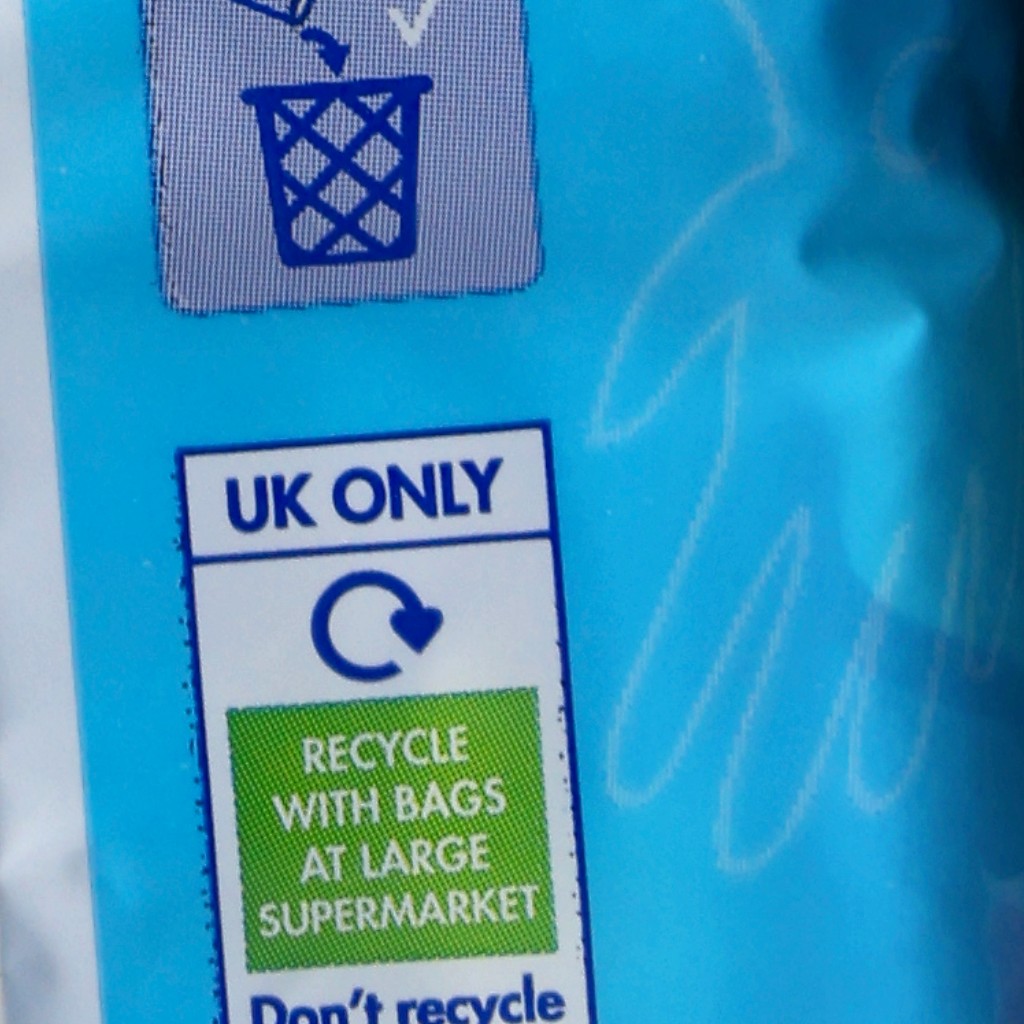 UK ONLY
RECYCLE
WITH BAGS
AT LARGE
SUPERMARKET
Don't recycle